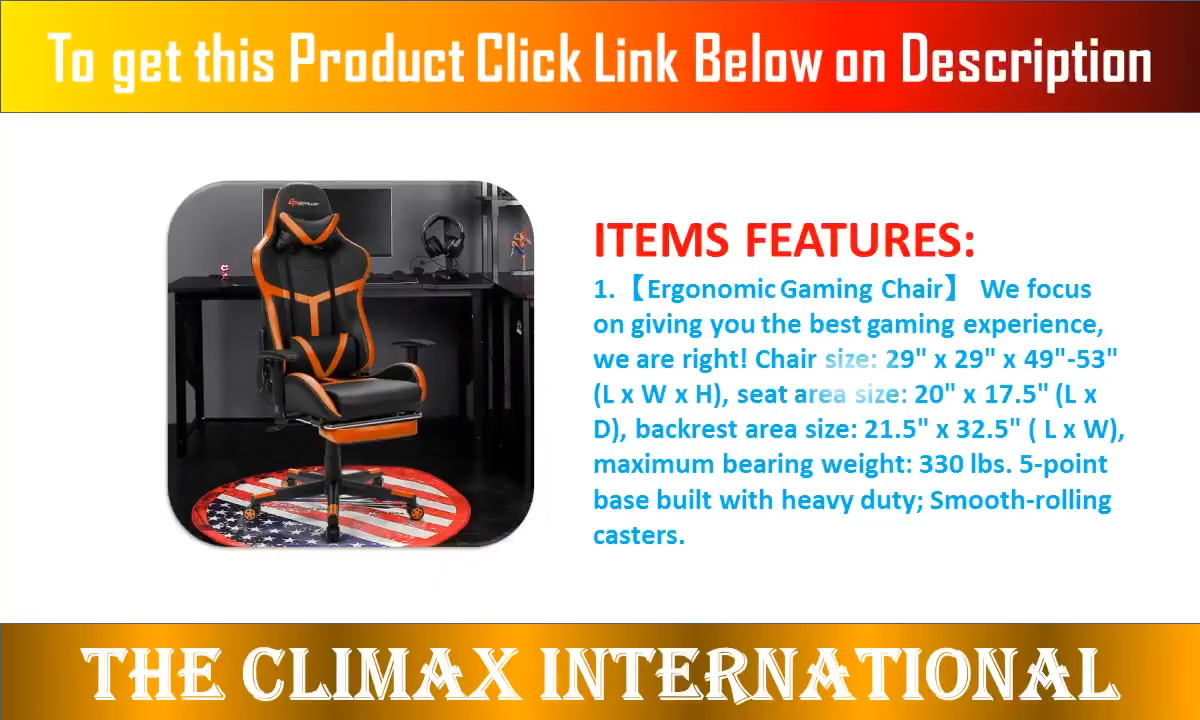 To get this Product Click Link Below on Description
ITEMS FEATURES:
1.【Ergonomic Gaming Chair】 We focus
on giving you the best gaming experience,
we are right! Chair size: 29" x 29" x 49"-53"
(L x W x H), seat area size: 20" x 17.5" (L x
D), backrest area size: 21.5" x 32.5" ( L x W),
maximum bearing weight: 330 lbs. 5-point
base built with heavy duty; Smooth-rolling
casters.
THE CLIMAX INTERNATIONAL